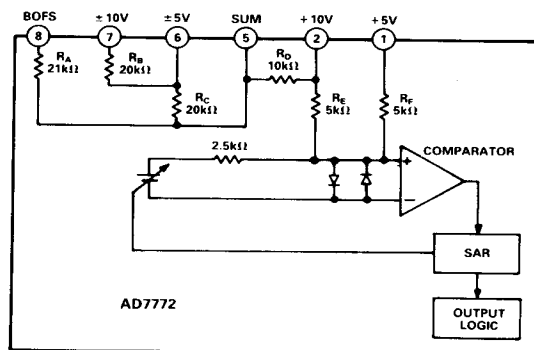 BOFS ± 10V ± 5V SUM + 10V + 5V
8 7 6 5 2 1
RA
21kΩ
RB
20kΩ
RC
20kΩ
RD
10kΩ
RE
5kΩ
RF
5kΩ
2.5kΩ
COMPARATOR
+
−
SAR
AD7772
OUTPUT
LOGIC